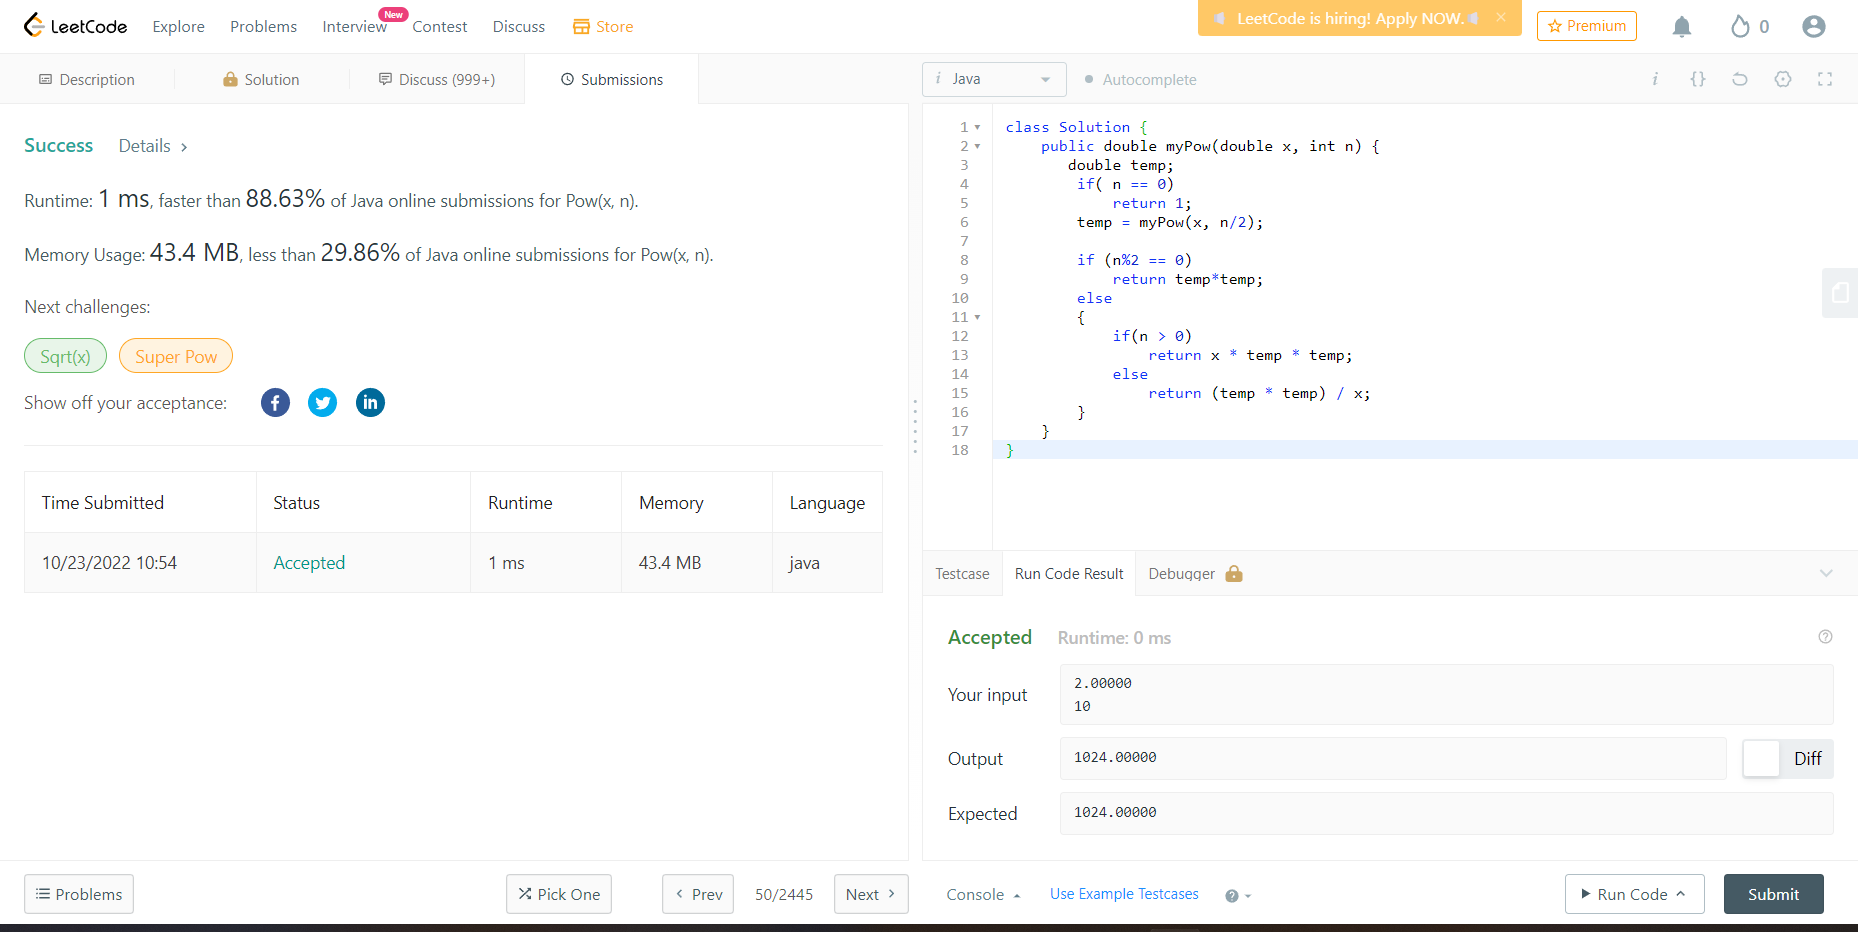 LeetCode Explore Problems Interview New Contest Discuss Store LeetCode is hiring! Apply NOW. Premium 0
Description Solution Discuss (999+) Submissions
Success Details
Runtime: 1 ms, faster than 88.63% of Java online submissions for Pow(x, n).
Memory Usage: 43.4 MB, less than 29.86% of Java online submissions for Pow(x, n).
Next challenges:
Sqrt(x) Super Pow
Show off your acceptance:
Time Submitted Status Runtime Memory Language
10/23/2022 10:54 Accepted 1 ms 43.4 MB java
Problems Pick One Prev 50/2445 Next
i Java Autocomplete i {}
1 class Solution {
2 public double myPow(double x, int n) {
3 double temp;
4 if( n == 0)
5 return 1;
6 temp = myPow(x, n/2);
7
8 if (n%2 == 0)
9 return temp*temp;
10 else
11 {
12 if(n > 0)
13 return x * temp * temp;
14 else
15 return (temp * temp) / x;
16 }
17 }
18 }
Testcase Run Code Result Debugger
Accepted Runtime: 0 ms
Your input
2.00000
10
Output 1024.00000 Diff
Expected 1024.00000
Console Use Example Testcases Run Code Submit